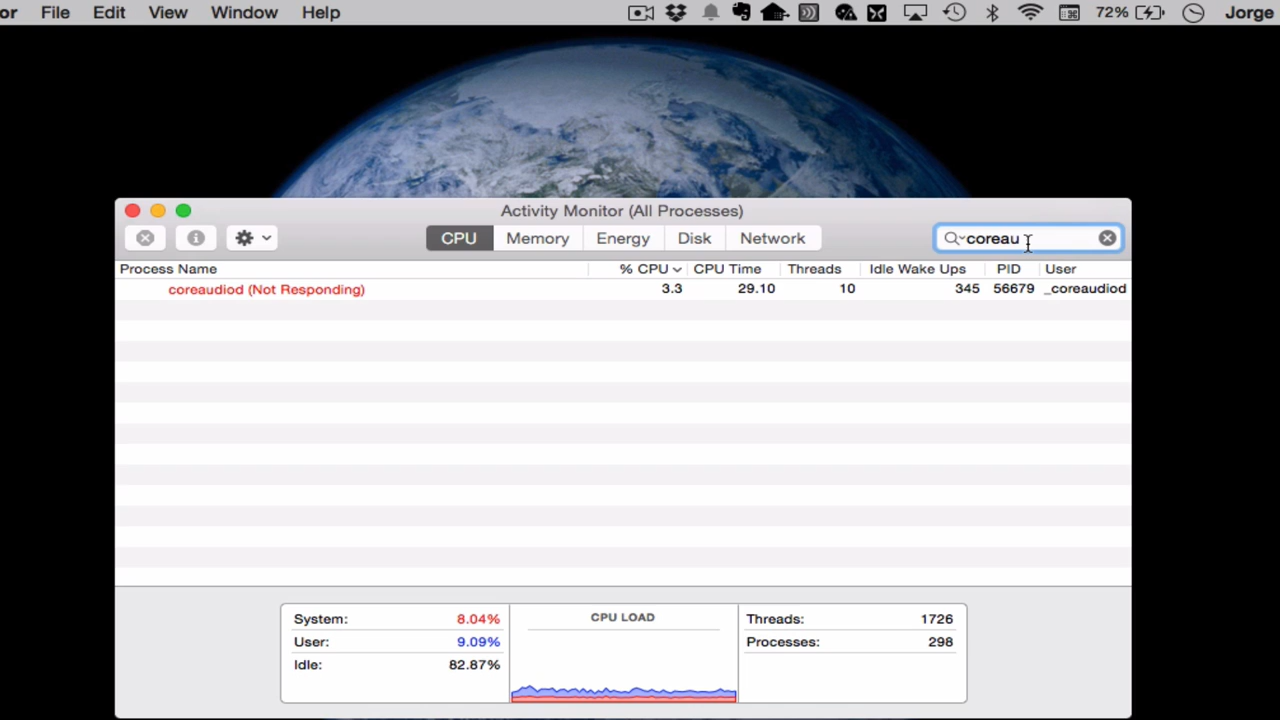 or File Edit View Window Help 72% Jorge
Activity Monitor (All Processes)
CPU Memory Energy Disk Network coreau
Process Name % CPU CPU Time Threads Idle Wake Ups PID User
coreaudiod (Not Responding) 3.3 29.10 10 345 56679 _coreaudiod
System: 8.04% CPU LOAD Threads: 1726
User: 9.09% Processes: 298
Idle: 82.87%